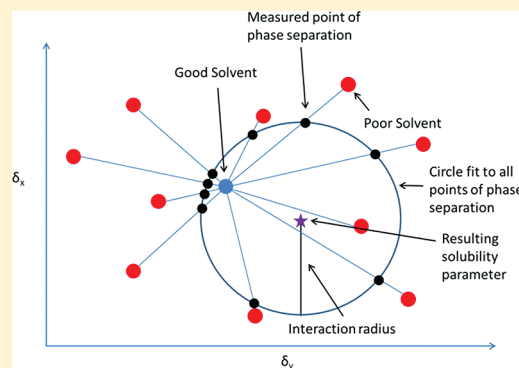 Measured point of
phase separation
Good Solvent
Poor Solvent
δx
Circle fit to all
points of phase
separation
Resulting
solubility
parameter
Interaction radius
δy